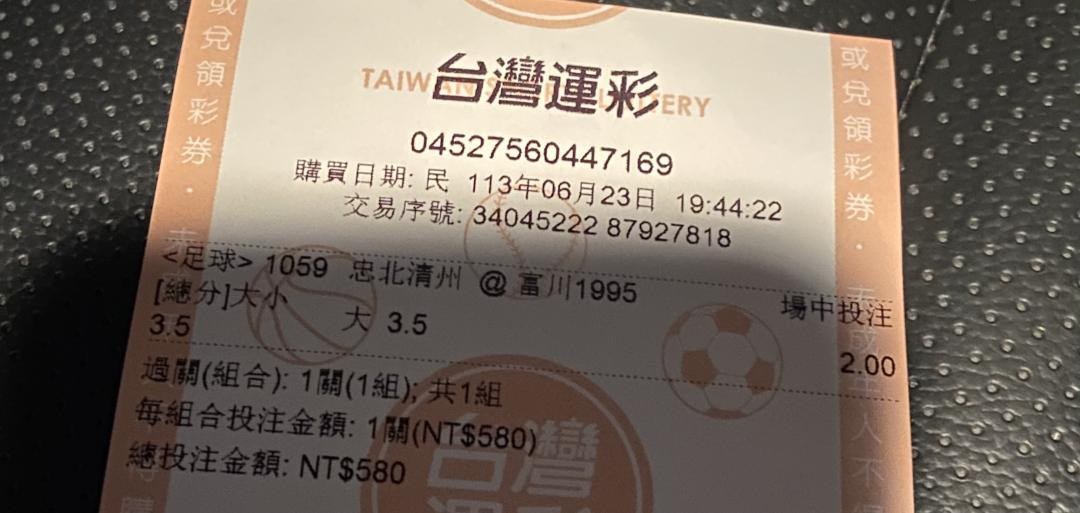 台灣運彩
04527560447169
購買日期: 民 113年06月23日 19:44:22
交易序號: 34045222 87927818
<足球> 1059 忠北清州 @ 富川1995 場中投注
[總分]大小
3.5 大 3.5 2.00
過關(組合): 1關(1組); 共1組
每組合投注金額: 1關(NT$580)
總投注金額: NT$580
或兌領彩券.
或兌領彩券.
台灣